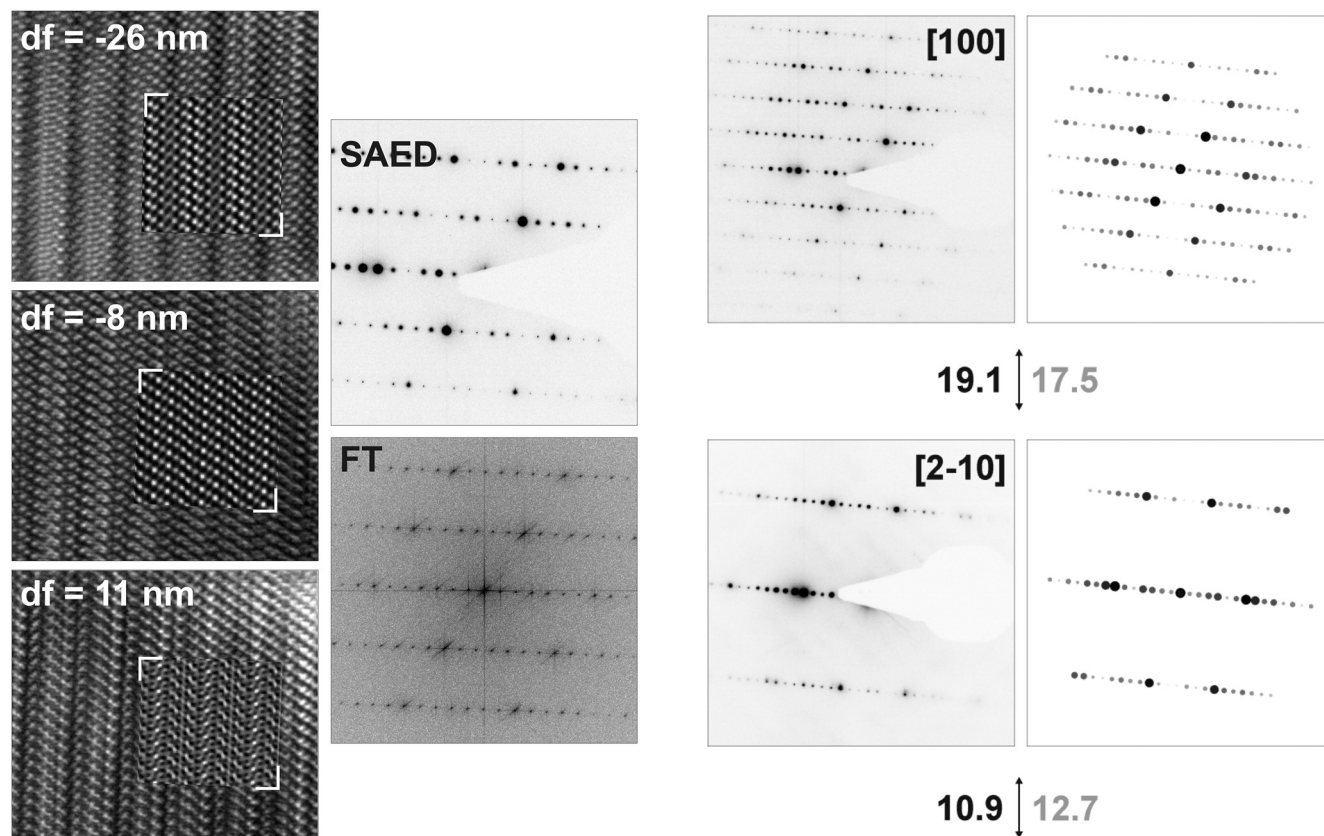 df = -26 nm
SAED
df = -8 nm
FT
df = 11 nm
[100]
19.1 17.5
[2-10]
10.9 12.7